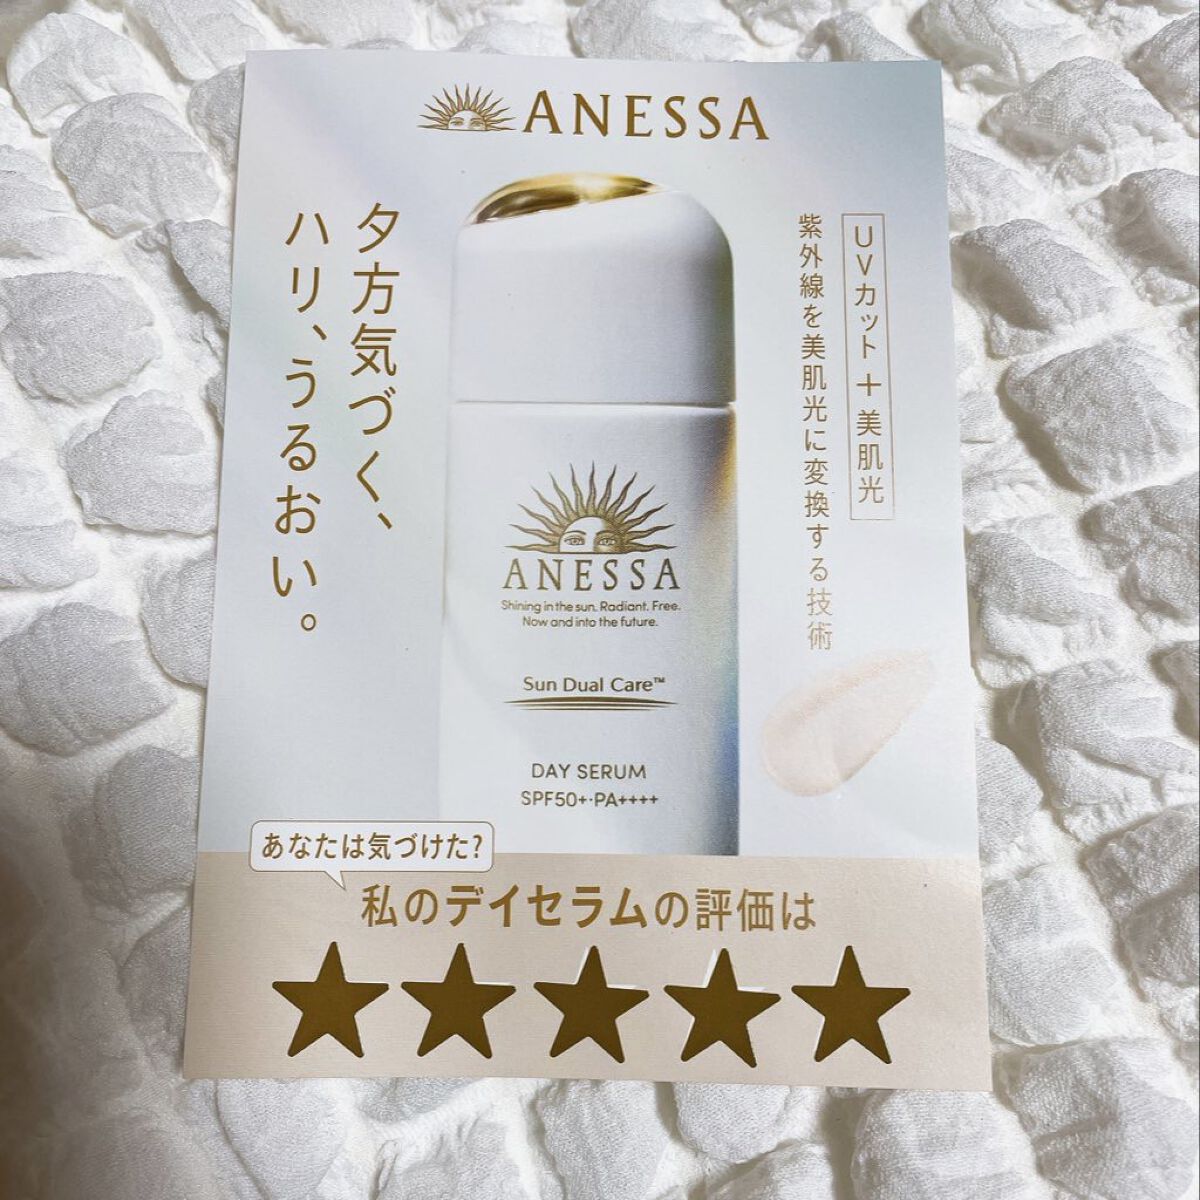 ANESSA
UVカット+美肌光
紫外線を美肌光に変換する技術
夕方気づく、
ハリ、うるおい。
ANESSA
Shining in the sun. Radiant. Free.
Now and into the future.
Sun Dual Care™
DAY SERUM
SPF50+・PA++++
あなたは気づけた?
私のデイセラムの評価は
★★★★★